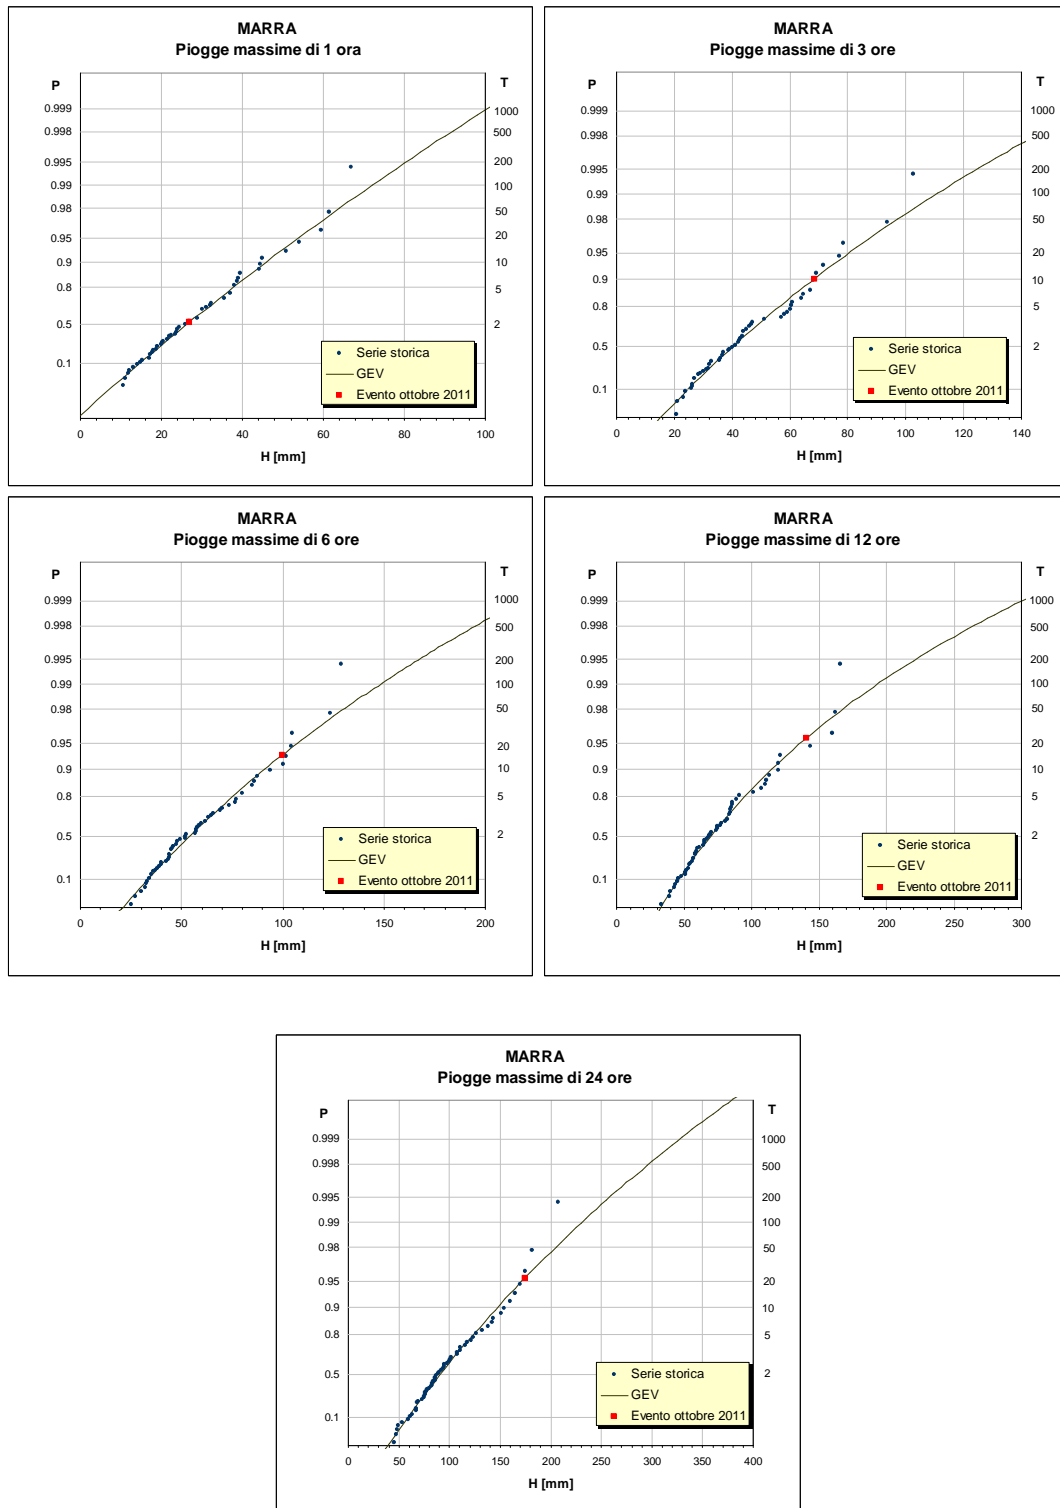 MARRA
Piogge massime di 1 ora
P
T
0.999
0.998
0.995
0.99
0.98
0.95
0.9
0.8
0.5
0.1
1000
500
200
100
50
20
10
5
2
Serie storica
GEV
Evento ottobre 2011
0 20 40 60 80 100
H [mm]
MARRA
Piogge massime di 3 ore
P
T
0.999
0.998
0.995
0.99
0.98
0.95
0.9
0.8
0.5
0.1
1000
500
200
100
50
20
10
5
2
Serie storica
GEV
Evento ottobre 2011
0 20 40 60 80 100 120 140
H [mm]
MARRA
Piogge massime di 6 ore
P
T
0.999
0.998
0.995
0.99
0.98
0.95
0.9
0.8
0.5
0.1
1000
500
200
100
50
20
10
5
2
Serie storica
GEV
Evento ottobre 2011
0 50 100 150 200
H [mm]
MARRA
Piogge massime di 12 ore
P
T
0.999
0.998
0.995
0.99
0.98
0.95
0.9
0.8
0.5
0.1
1000
500
200
100
50
20
10
5
2
Serie storica
GEV
Evento ottobre 2011
0 50 100 150 200 250 300
H [mm]
MARRA
Piogge massime di 24 ore
P
T
0.999
0.998
0.995
0.99
0.98
0.95
0.9
0.8
0.5
0.1
1000
500
200
100
50
20
10
5
2
Serie storica
GEV
Evento ottobre 2011
0 50 100 150 200 250 300 350 400
H [mm]